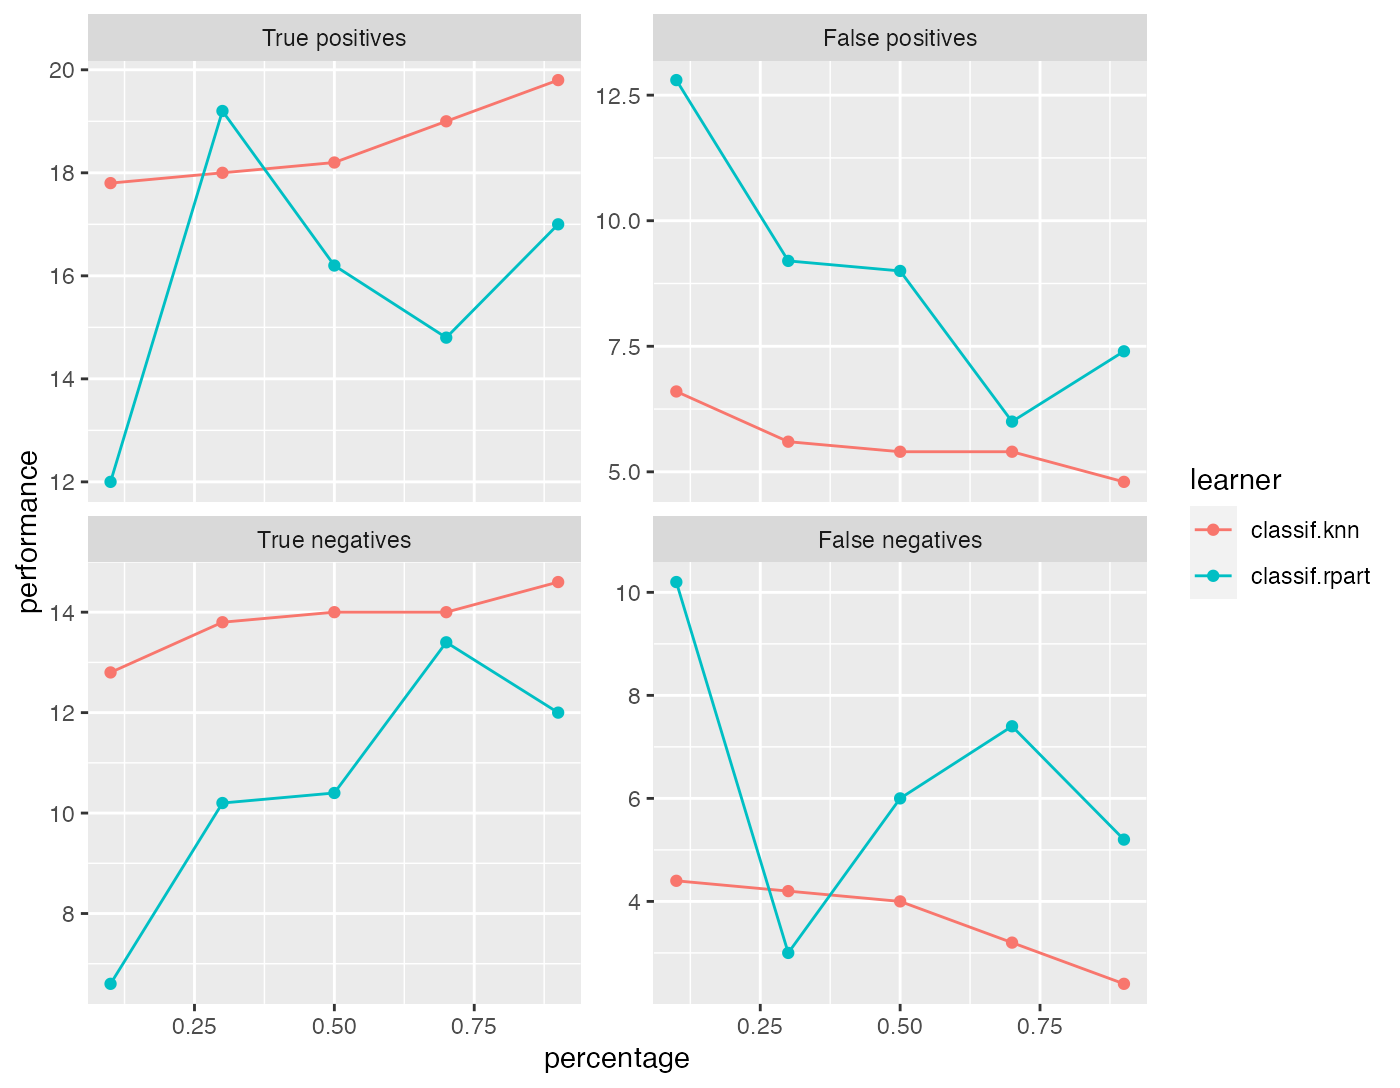 True positives
False positives
20
18
16
14
12
12.5
10.0
7.5
5.0
True negatives
False negatives
14
12
10
8
10
8
6
4
0.25 0.50 0.75
0.25 0.50 0.75
percentage
performance
learner
classif.knn
classif.rpart